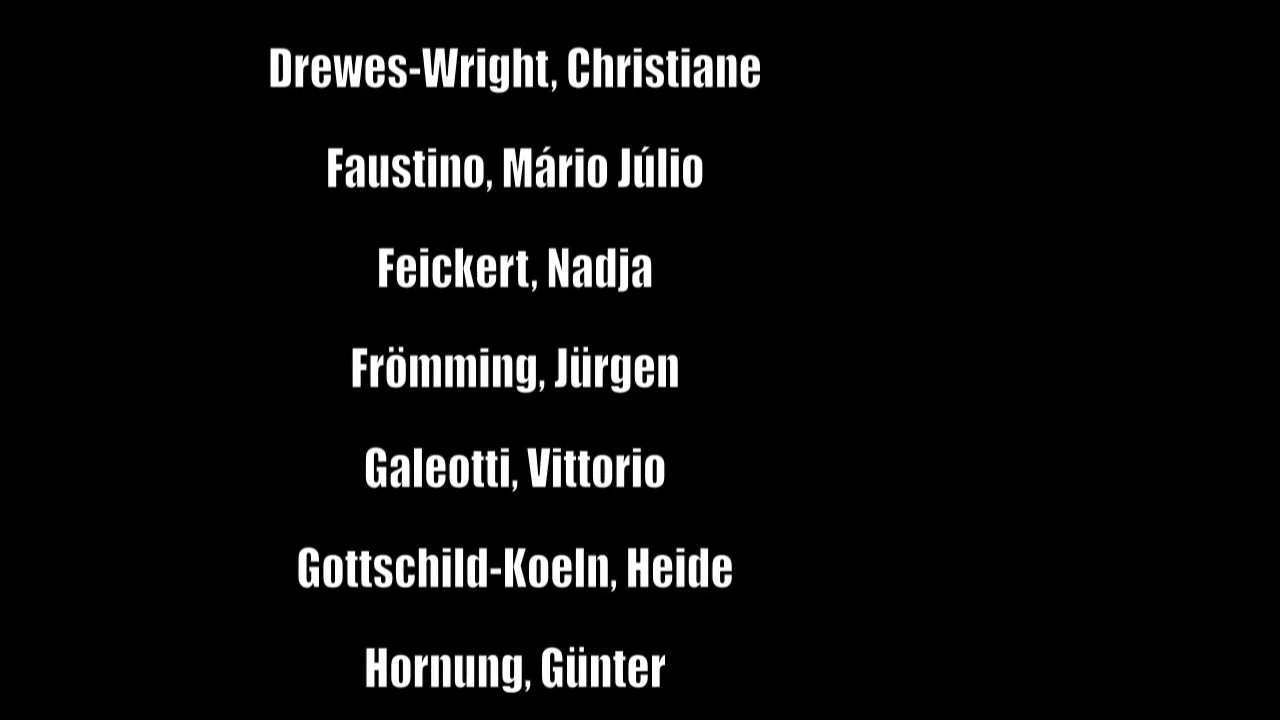 Drewes-Wright, Christiane
Faustino, Mário Júlio
Feickert, Nadja
Frömming, Jürgen
Galeotti, Vittorio
Gottschild-Koeln, Heide
Hornung, Günter